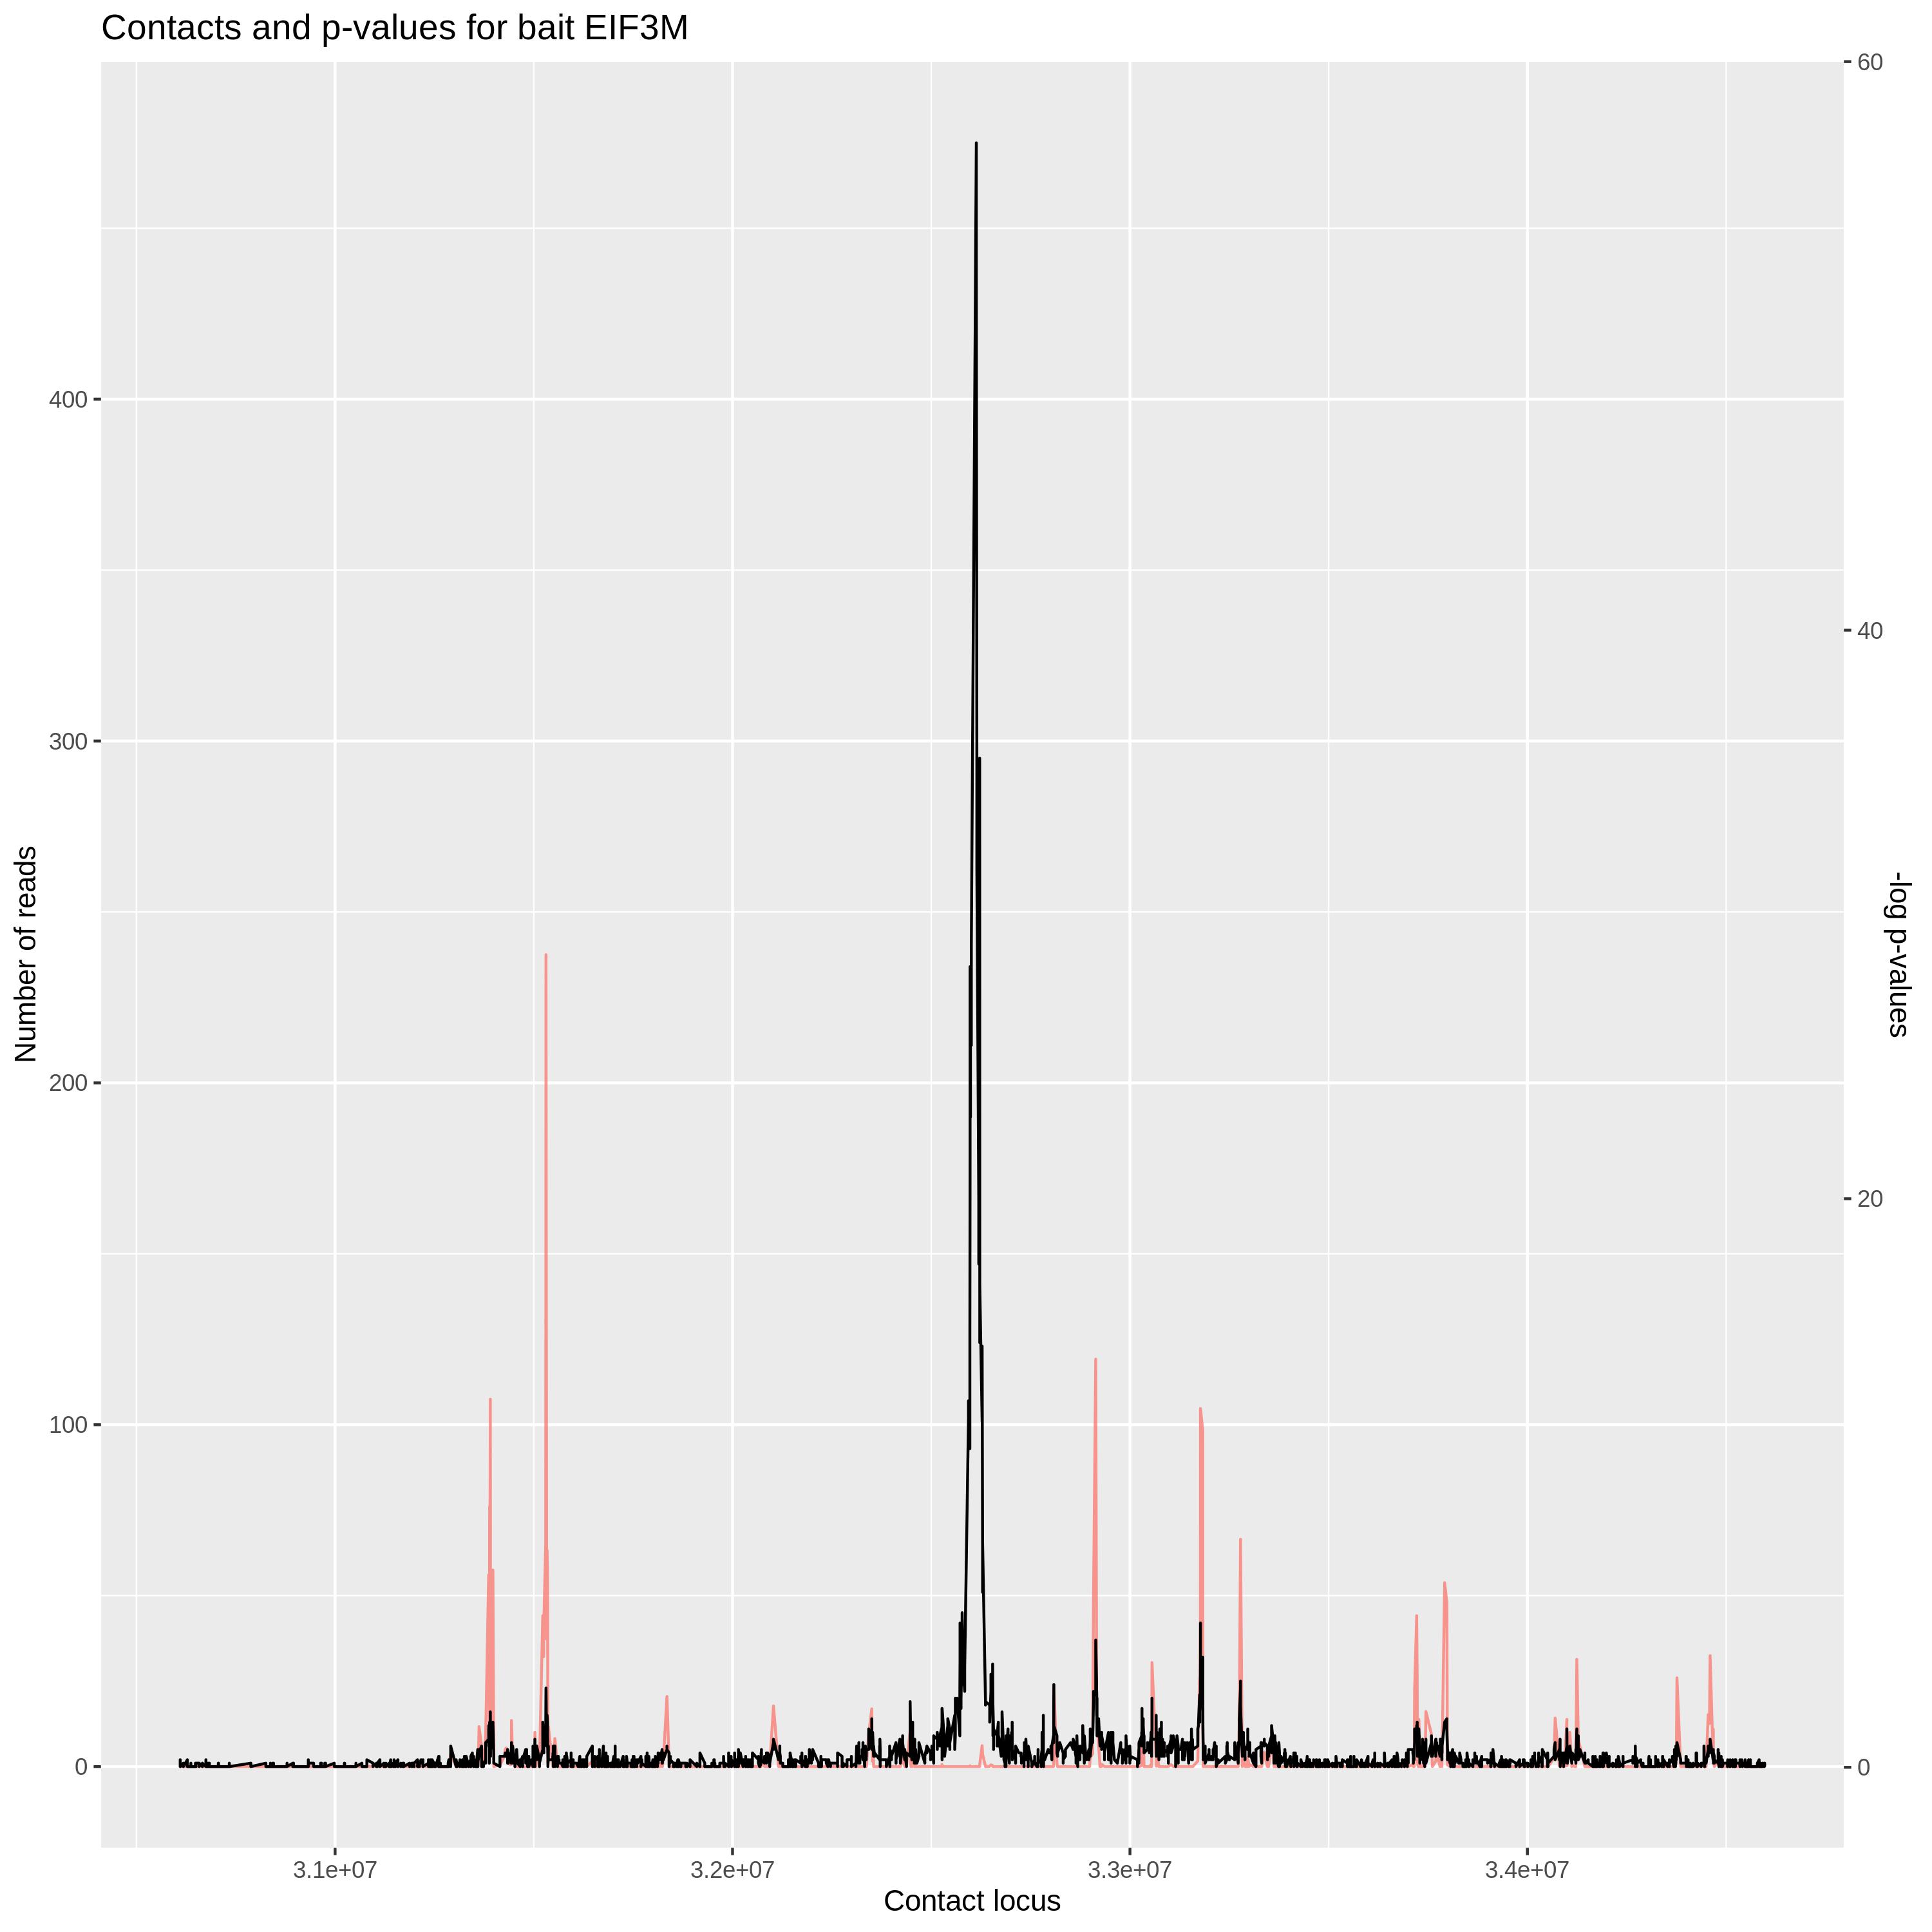 Contacts and p-values for bait EIF3M
60
400
40
300
Number of reads
-log p-values
200
20
100
0
0
3.1e+07 3.2e+07 3.3e+07 3.4e+07
Contact locus